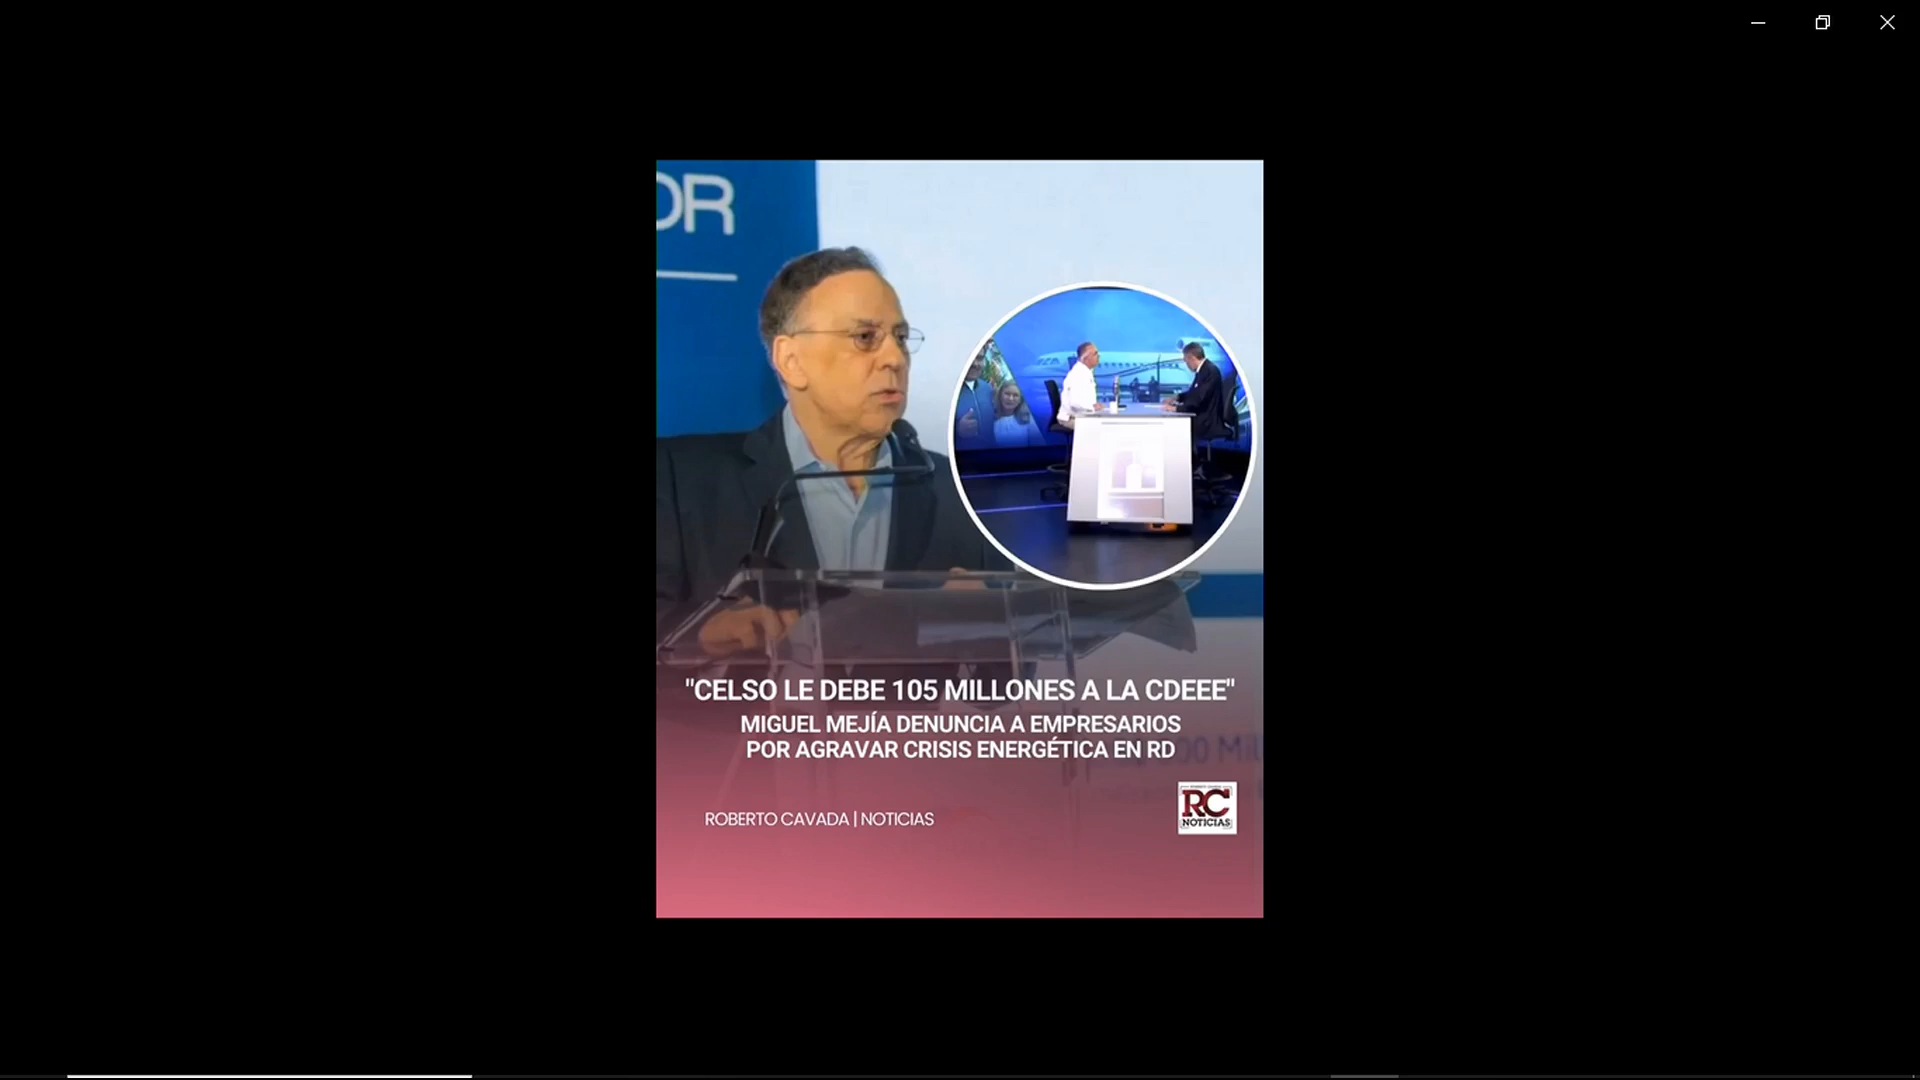 OR
"CELSO LE DEBE 105 MILLONES A LA CDEEE"
MIGUEL MEJÍA DENUNCIA A EMPRESARIOS
POR AGRAVAR CRISIS ENERGÉTICA EN RD
ROBERTO CAVADA | NOTICIAS
RC
NOTICIAS